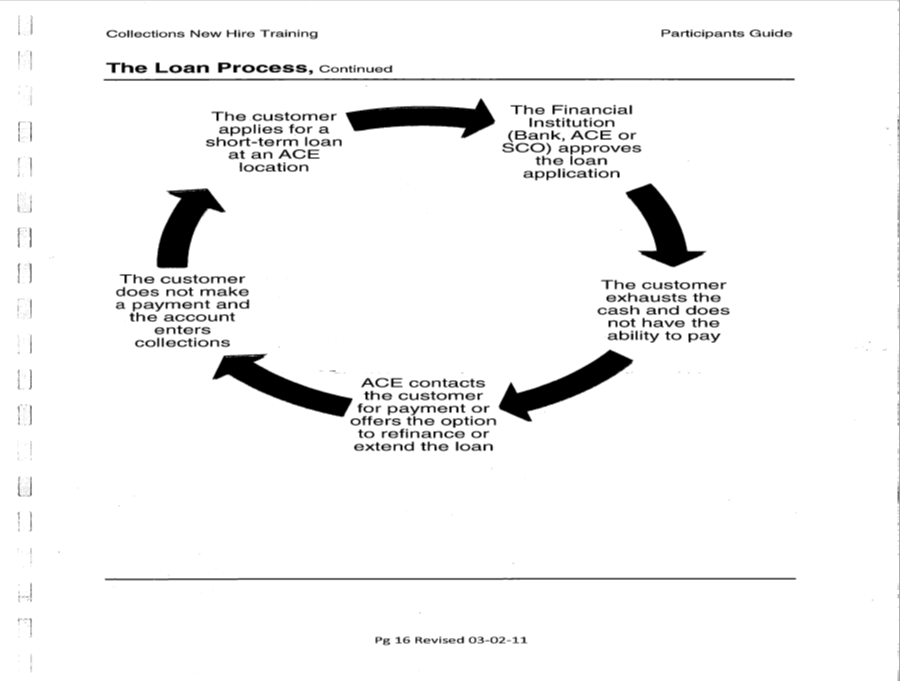 Collections New Hire Training
Participants Guide
The Loan Process, Continued
The customer
applies for a
short-term loan
at an ACE
location
The Financial
Institution
(Bank, ACE or
SCO) approves
the loan
application
The customer
exhausts the
cash and does
not have the
ability to pay
ACE contacts
the customer
for payment or
offers the option
to refinance or
extend the loan
The customer
does not make
a payment and
the account
enters
collections
Pg 16 Revised 03-02-11